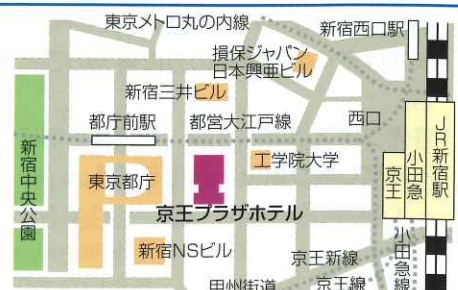 東京メトロ丸の内線
新宿西口駅
損保ジャパン
日本興亜ビル
新宿三井ビル
都庁前駅
都営大江戸線
西口
JR新宿駅
小田急
京王
工学院大学
新宿中央公園
東京都庁
京王プラザホテル
新宿NSビル
京王新線
小田急線
甲州街道
京王線